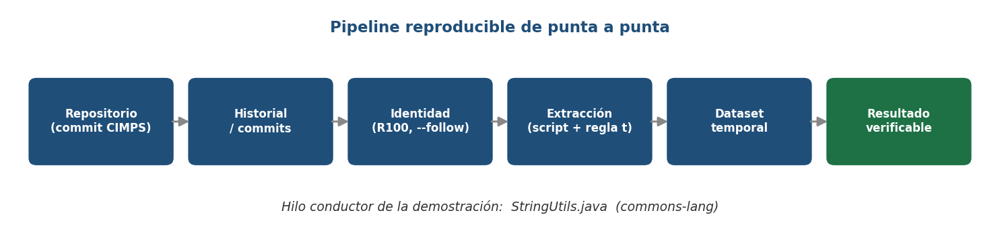 Pipeline reproducible de punta a punta
Repositorio
(commit CIMPS)
Historial
/ commits
Identidad
(R100, --follow)
Extracción
(script + regla t)
Dataset
temporal
Resultado
verificable
Hilo conductor de la demostración:  StringUtils.java  (commons-lang)